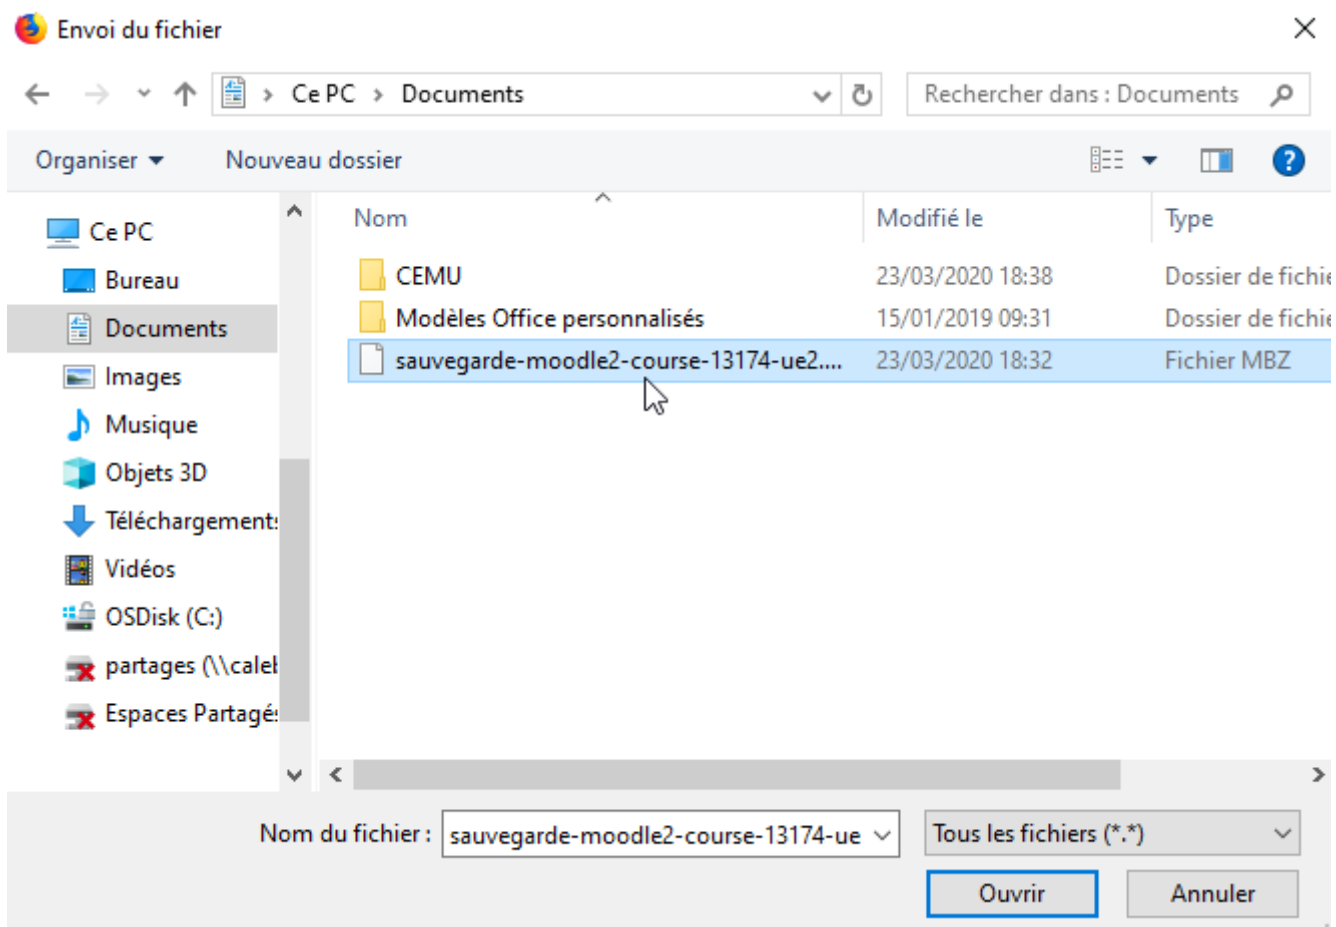 Envoi du fichier
Ce PC > Documents
Rechercher dans : Documents
Organiser
Nouveau dossier
?
Nom
Modifié le
Type
Ce PC
Bureau
Documents
Images
Musique
Objets 3D
Téléchargements
Vidéos
OSDisk (C:)
partages (\\caleb
Espaces Partagés
CEMU 23/03/2020 18:38 Dossier de fichie
Modèles Office personnalisés 15/01/2019 09:31 Dossier de fichie
sauvegarde-moodle2-course-13174-ue2.... 23/03/2020 18:32 Fichier MBZ
Nom du fichier :
sauvegarde-moodle2-course-13174-ue
Tous les fichiers (*.*)
Ouvrir
Annuler